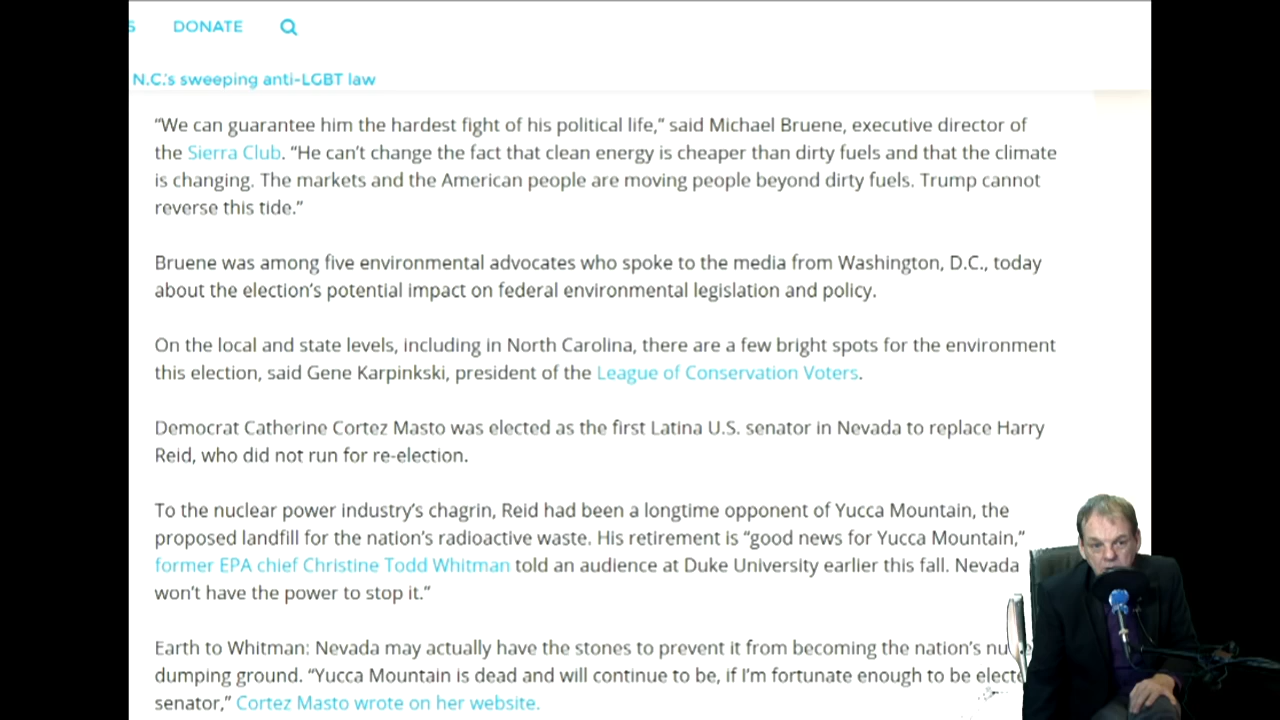 S DONATE
N.C.'s sweeping anti-LGBT law
“We can guarantee him the hardest fight of his political life,” said Michael Bruene, executive director of
the Sierra Club. “He can’t change the fact that clean energy is cheaper than dirty fuels and that the climate
is changing. The markets and the American people are moving people beyond dirty fuels. Trump cannot
reverse this tide.”
Bruene was among five environmental advocates who spoke to the media from Washington, D.C., today
about the election’s potential impact on federal environmental legislation and policy.
On the local and state levels, including in North Carolina, there are a few bright spots for the environment
this election, said Gene Karpinkski, president of the League of Conservation Voters.
Democrat Catherine Cortez Masto was elected as the first Latina U.S. senator in Nevada to replace Harry
Reid, who did not run for re-election.
To the nuclear power industry’s chagrin, Reid had been a longtime opponent of Yucca Mountain, the
proposed landfill for the nation’s radioactive waste. His retirement is “good news for Yucca Mountain,”
former EPA chief Christine Todd Whitman told an audience at Duke University earlier this fall. Nevada
won’t have the power to stop it.”
Earth to Whitman: Nevada may actually have the stones to prevent it from becoming the nation’s nu
dumping ground. “Yucca Mountain is dead and will continue to be, if I’m fortunate enough to be electe
senator,” Cortez Masto wrote on her website.